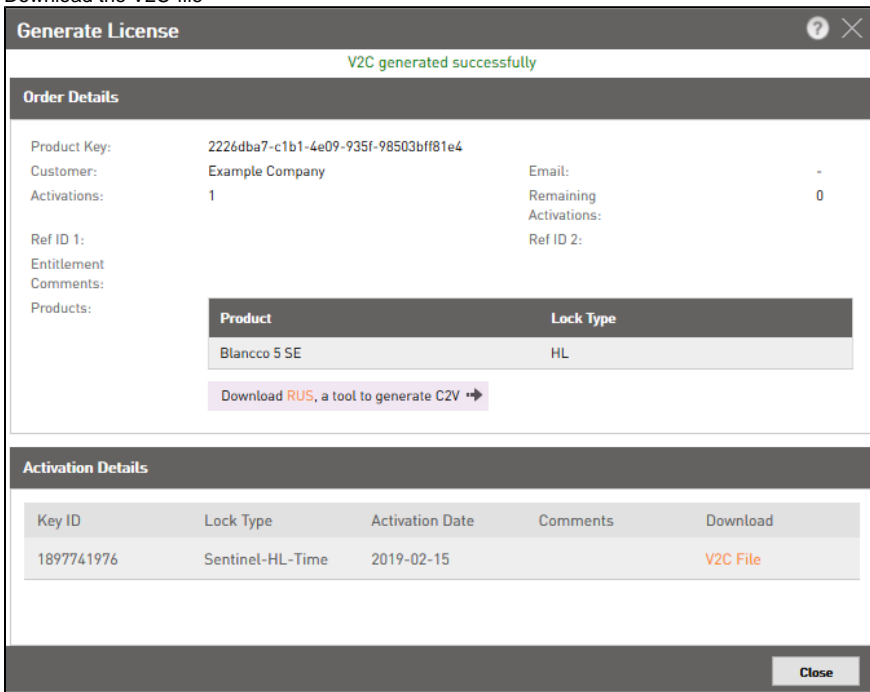 Download the V2C file
Generate License
?
V2C generated successfully
Order Details
Product Key: 2226dba7-c1b1-4e09-935f-98503bff81e4
Customer: Example Company Email: -
Activations: 1 Remaining Activations: 0
Ref ID 1: Ref ID 2:
Entitlement
Comments:
Products:
Product Lock Type
Blancco 5 SE HL
Download RUS, a tool to generate C2V
Activation Details
Key ID Lock Type Activation Date Comments Download
1897741976 Sentinel-HL-Time 2019-02-15 V2C File
Close